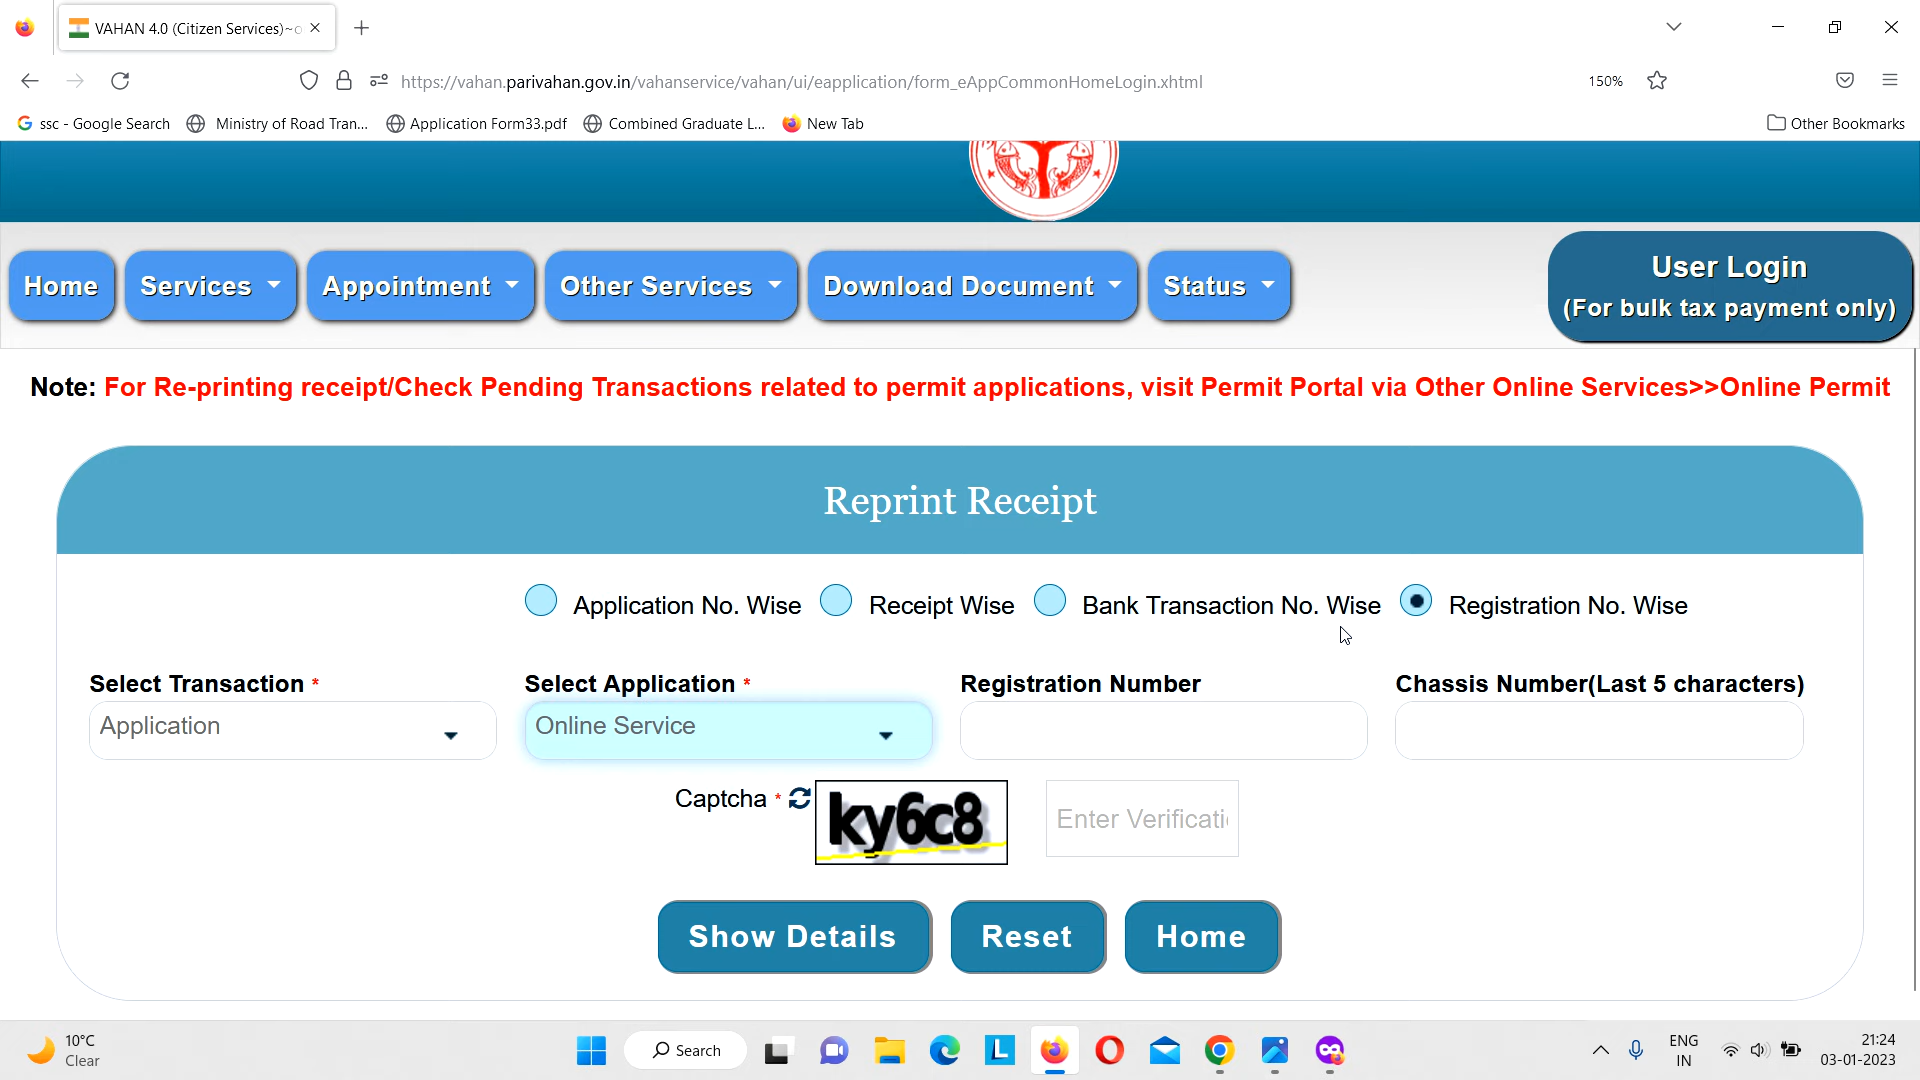 VAHAN 4.0 (Citizen Services)~o
https://vahan.parivahan.gov.in/vahanservice/vahan/ui/eapplication/form_eAppCommonHomeLogin.xhtml
150%
ssc - Google Search
Ministry of Road Tran...
Application Form33.pdf
Combined Graduate L...
New Tab
Other Bookmarks
Home
Services
Appointment
Other Services
Download Document
Status
User Login
(For bulk tax payment only)
Note: For Re-printing receipt/Check Pending Transactions related to permit applications, visit Permit Portal via Other Online Services>>Online Permit
Reprint Receipt
Application No. Wise
Receipt Wise
Bank Transaction No. Wise
Registration No. Wise
Select Transaction *
Select Application *
Registration Number
Chassis Number(Last 5 characters)
Application
Online Service
Captcha *
ky6c8
Enter Verificati
Show Details
Reset
Home
10°C
Clear
Search
L
ENG
IN
21:24
03-01-2023